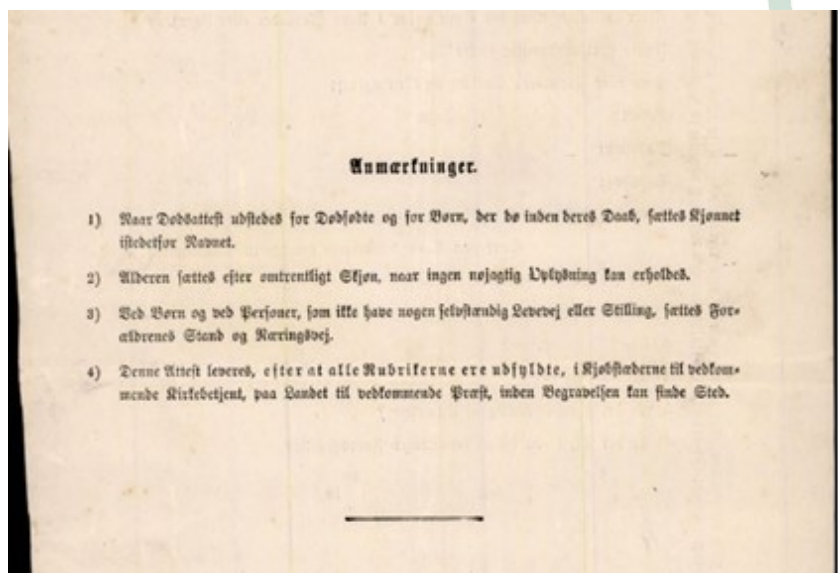 Anmærkninger.
1) Naar Dødsattest udstedes for Dødfødte og for Børn, der dø inden deres Daab, sættes Kjønnet
istedetfor Navnet.
2) Alderen sættes efter omtrentligt Skjøn, naar ingen nøjagtig Oplysning kan erholdes.
3) Ved Børn og ved Personer, som ikke have nogen selvstændig Levevej eller Stilling, sættes For-
ældrenes Stand og Næringsvej.
4) Denne Attest leveres, efter at alle Rubrikerne ere udfyldte, i Kjøbstæderne til vedkom-
mende Kirkebetjent, paa Landet til vedkommende Præst, inden Begravelsen kan finde Sted.